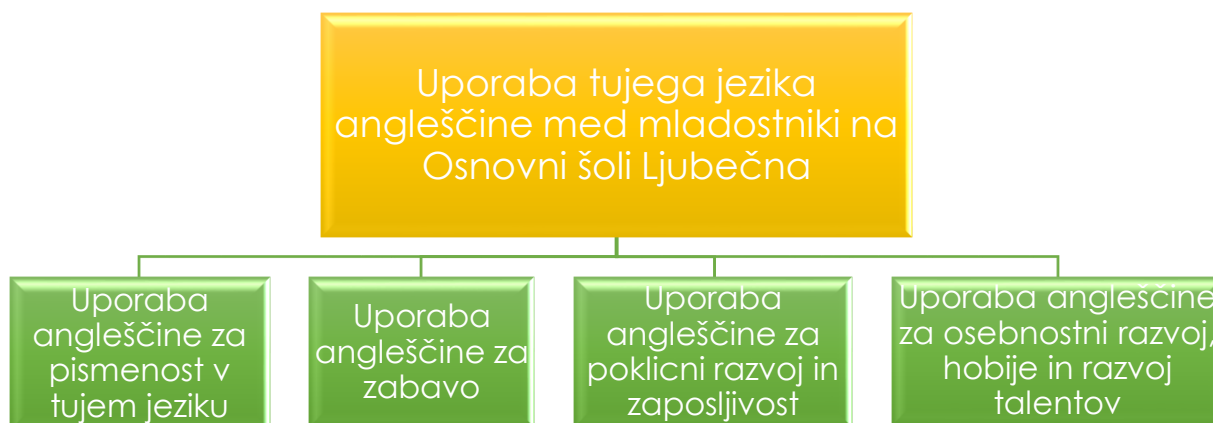 Uporaba tujega jezika
angleščine med mladostniki na
Osnovni šoli Ljubečna
Uporaba
angleščine za
pismenost v
tujem jeziku
Uporaba
angleščine za
zabavo
Uporaba
angleščine za
poklicni razvoj in
zaposljivost
Uporaba angleščine
za osebnostni razvoj,
hobije in razvoj
talentov